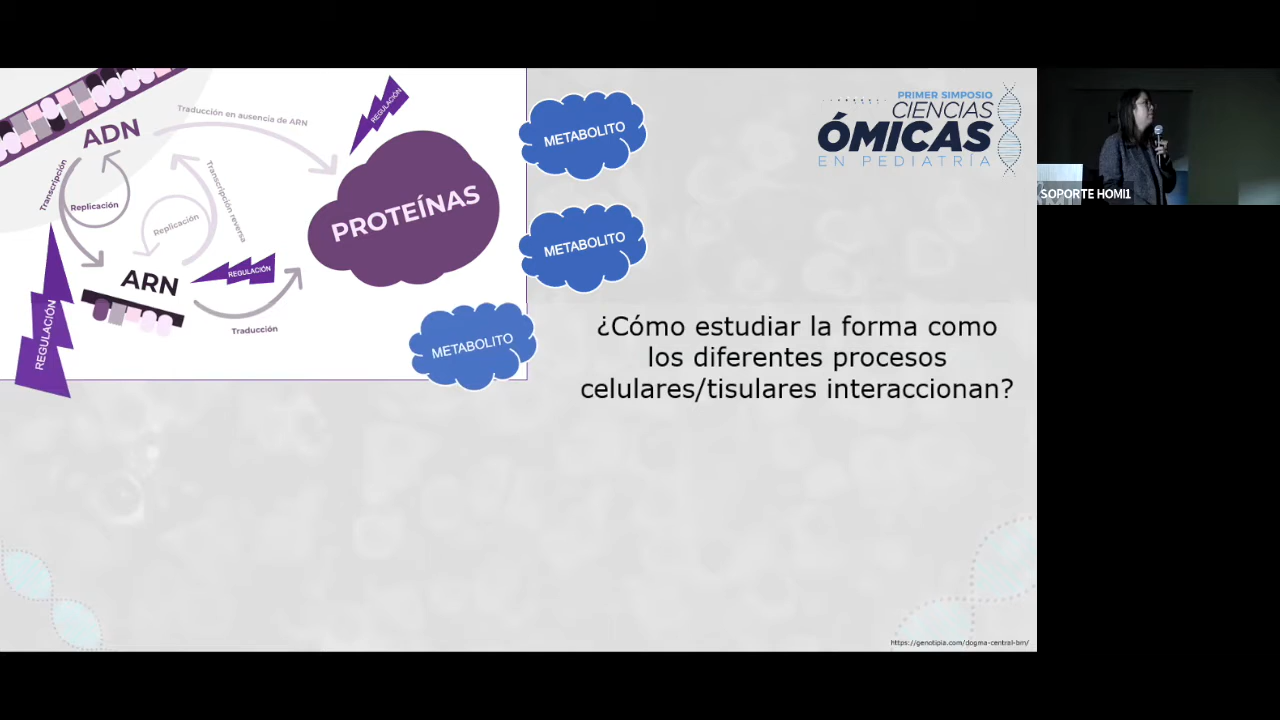 PRIMER SIMPOSIO
CIENCIAS
ÓMICAS
EN PEDIATRÍA
ADN
Traducción en ausencia de ARN
REGULACIÓN
METABOLITO
Transcripción
Replicación
Replicación
Transcripción reversa
PROTEÍNAS
METABOLITO
ARN
REGULACIÓN
REGULACIÓN
Traducción
METABOLITO
¿Cómo estudiar la forma como
los diferentes procesos
celulares/tisulares interaccionan?
https://genotipia.com/dogma-central-bm/
SOPORTE HOMI1